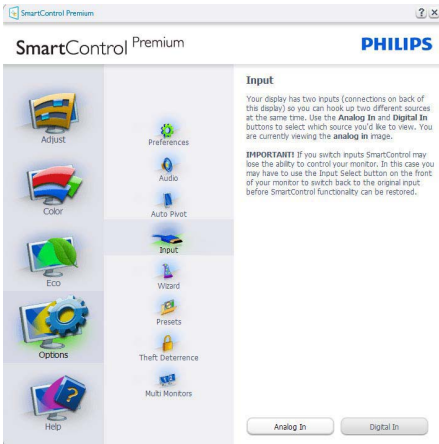 SmartControl Premium
? X
SmartControl Premium
PHILIPS
Adjust
Color
Eco
Options
Help
Preferences
Audio
Auto Pivot
Input
Wizard
Presets
Theft Deterrence
1 2
Multi Monitors
Input
Your display has two inputs (connections on back of
this display) so you can hook up two different sources
at the same time. Use the Analog In and Digital In
buttons to select which source you'd like to view. You
are currently viewing the analog in image.
IMPORTANT! If you switch inputs SmartControl may
lose the ability to control your monitor. In this case you
may have to use the Input Select button on the front
of your monitor to switch back to the original input
before SmartControl functionality can be restored.
Analog In
Digital In